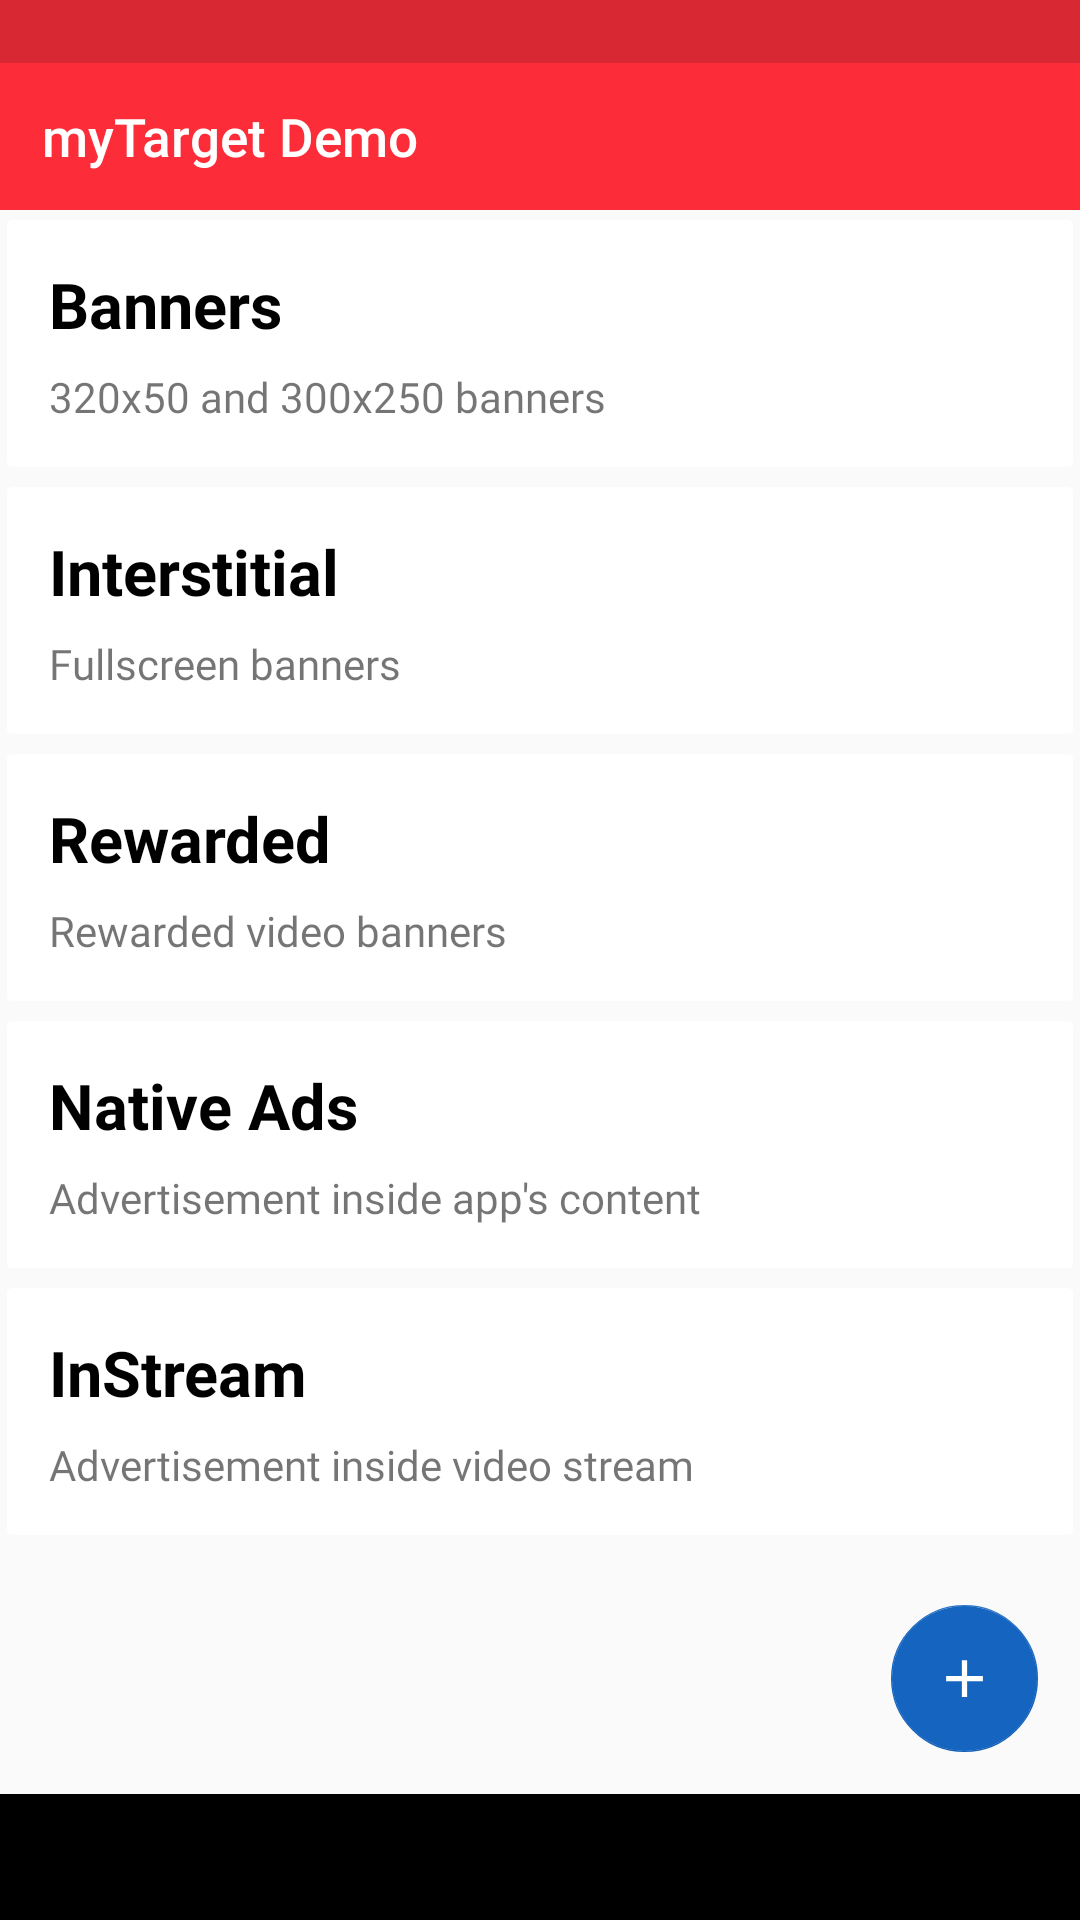 myTarget Demo
Banners
320x50 and 300x250 banners
Interstitial
Fullscreen banners
Rewarded
Rewarded video banners
Native Ads
Advertisement inside app's content
InStream
Advertisement inside video stream